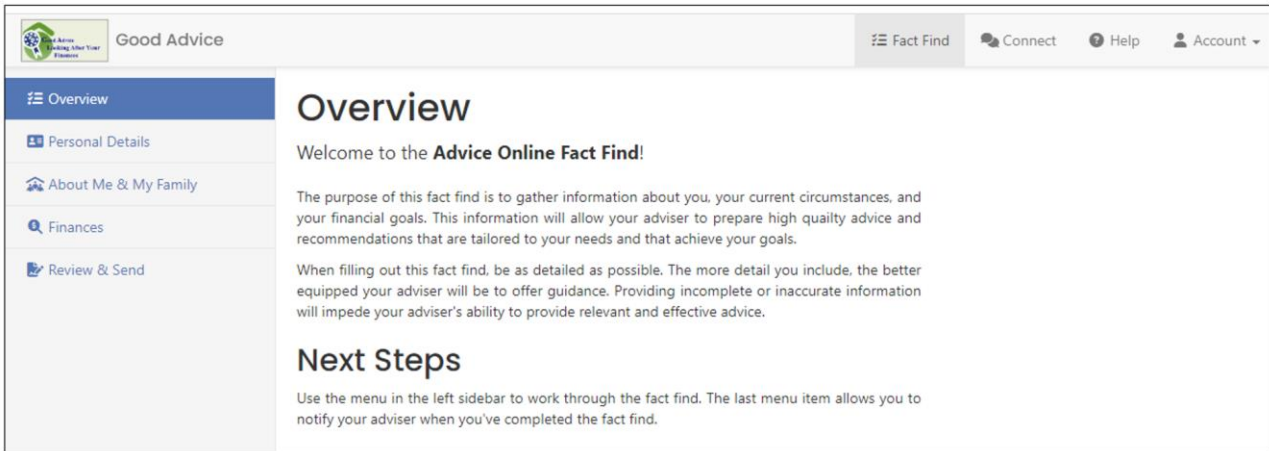 Good Advice
Looking After Your
Finances
Good Advice
Fact Find
Connect
Help
Account
Overview
Personal Details
About Me & My Family
Finances
Review & Send
Overview
Welcome to the Advice Online Fact Find!
The purpose of this fact find is to gather information about you, your current circumstances, and
your financial goals. This information will allow your adviser to prepare high quailty advice and
recommendations that are tailored to your needs and that achieve your goals.
When filling out this fact find, be as detailed as possible. The more detail you include, the better
equipped your adviser will be to offer guidance. Providing incomplete or inaccurate information
will impede your adviser's ability to provide relevant and effective advice.
Next Steps
Use the menu in the left sidebar to work through the fact find. The last menu item allows you to
notify your adviser when you've completed the fact find.